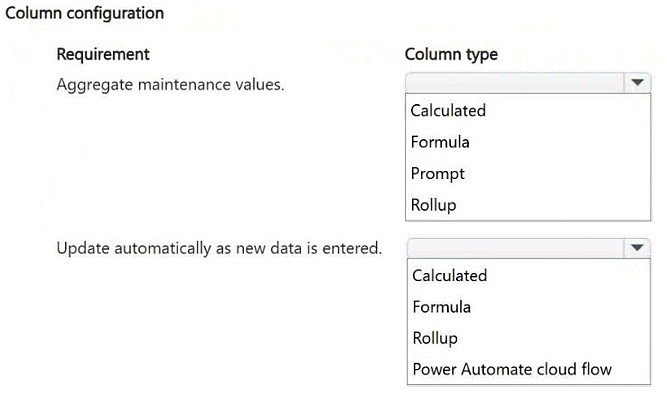 Column configuration
Requirement Column type
Aggregate maintenance values.
Calculated
Formula
Prompt
Rollup
Update automatically as new data is entered.
Calculated
Formula
Rollup
Power Automate cloud flow